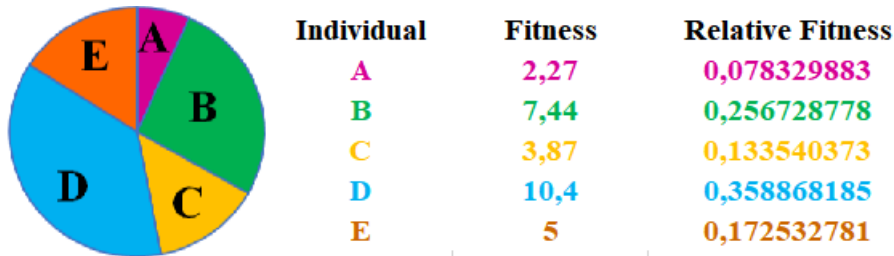 A
B
C
D
E
Individual Fitness Relative Fitness
A 2,27 0,078329883
B 7,44 0,256728778
C 3,87 0,133540373
D 10,4 0,358868185
E 5 0,172532781